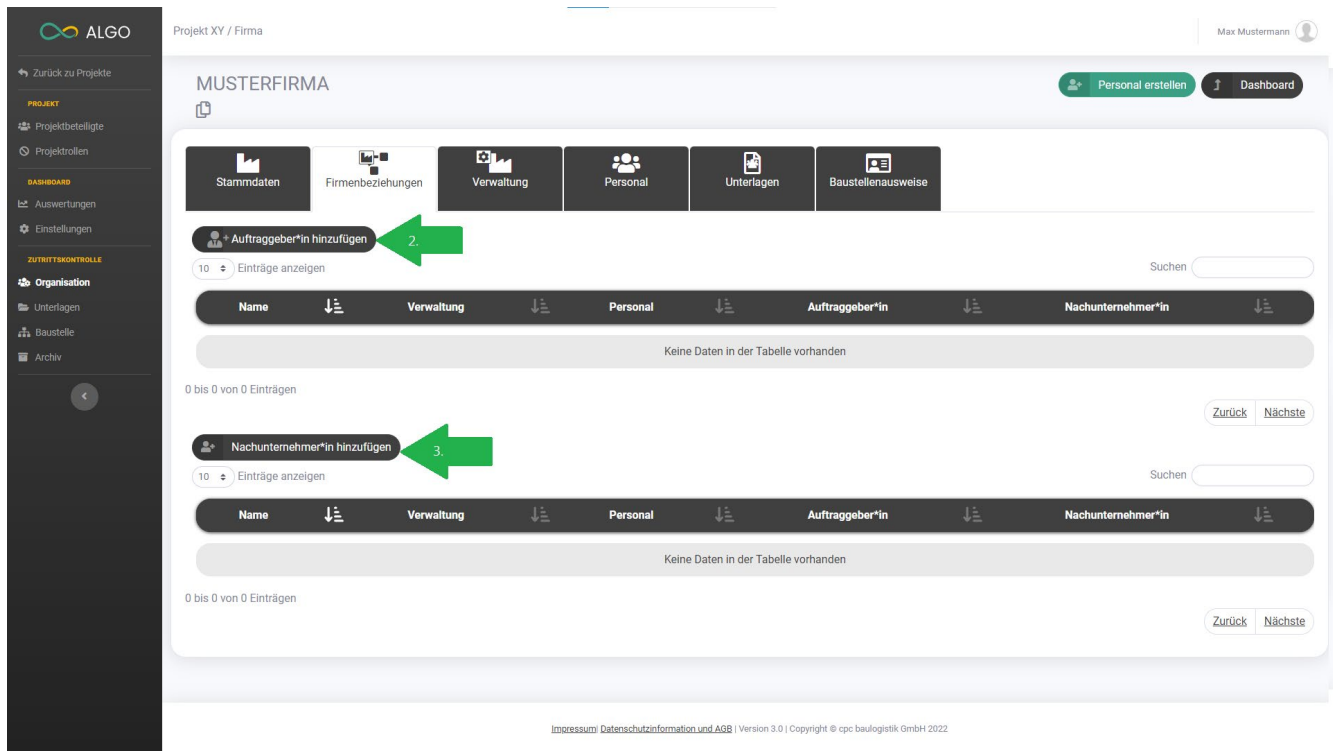 ALGO
Projekt XY / Firma
Max Mustermann
Zurück zu Projekte
PROJEKT
Projektbeteiligte
Projektrollen
DASHBOARD
Auswertungen
Einstellungen
ZUTRITTSKONTROLLE
Organisation
Unterlagen
Baustelle
Archiv
MUSTERFIRMA
Personal erstellen
Dashboard
Stammdaten
Firmenbeziehungen
Verwaltung
Personal
Unterlagen
Baustellenausweise
Auftraggeber*in hinzufügen
2.
10 Einträge anzeigen
Suchen
Name Verwaltung Personal Auftraggeber*in Nachunternehmer*in
Keine Daten in der Tabelle vorhanden
0 bis 0 von 0 Einträgen
Zurück Nächste
Nachunternehmer*in hinzufügen
3.
10 Einträge anzeigen
Suchen
Name Verwaltung Personal Auftraggeber*in Nachunternehmer*in
Keine Daten in der Tabelle vorhanden
0 bis 0 von 0 Einträgen
Zurück Nächste
Impressum| Datenschutzinformation und AGB | Version 3.0 | Copyright © cpc baulogistik GmbH 2022